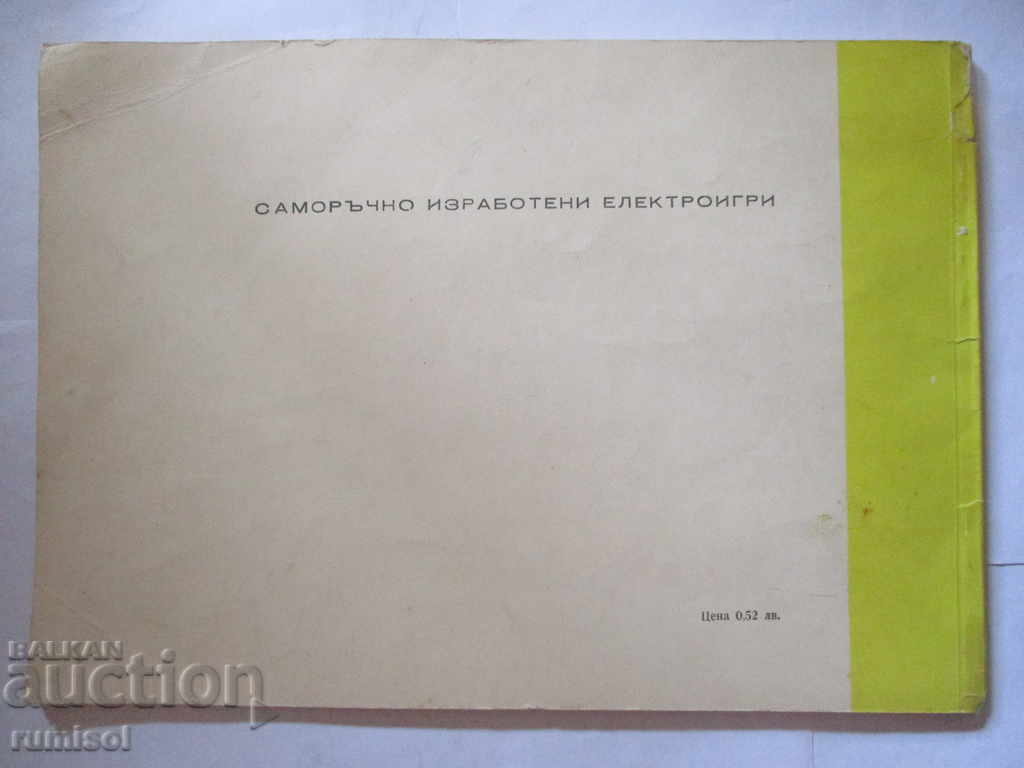 САМОРЪЧНО ИЗРАБОТЕНИ ЕЛЕКТРОИГРИ
Цена 0,52 лв.
BALKAN
auction
rumisol